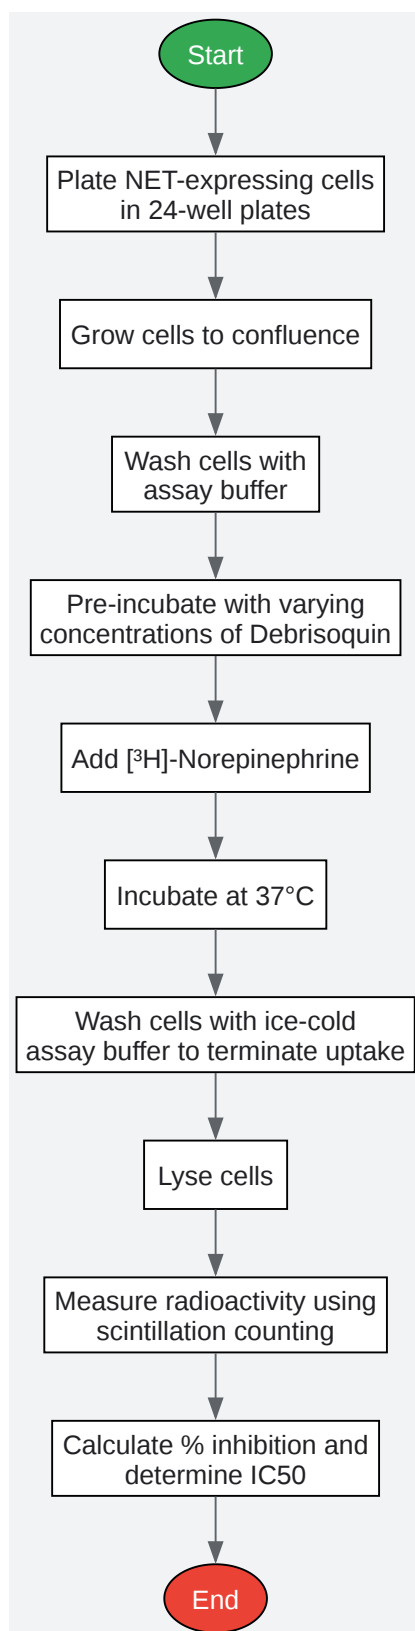 Start
Plate NET-expressing cells
in 24-well plates
Grow cells to confluence
Wash cells with
assay buffer
Pre-incubate with varying
concentrations of Debrisoquin
Add [³H]-Norepinephrine
Incubate at 37°C
Wash cells with ice-cold
assay buffer to terminate uptake
Lyse cells
Measure radioactivity using
scintillation counting
Calculate % inhibition and
determine IC50
End